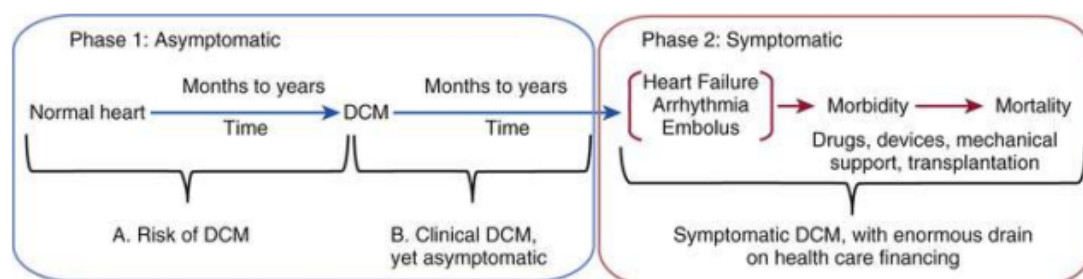 Phase 1: Asymptomatic
Normal heart
Months to years
Time
DCM
Months to years
Time
A. Risk of DCM
B. Clinical DCM,
yet asymptomatic
Phase 2: Symptomatic
Heart Failure
Arrhythmia
Embolus
Morbidity
Mortality
Drugs, devices, mechanical
support, transplantation
Symptomatic DCM, with enormous drain
on health care financing